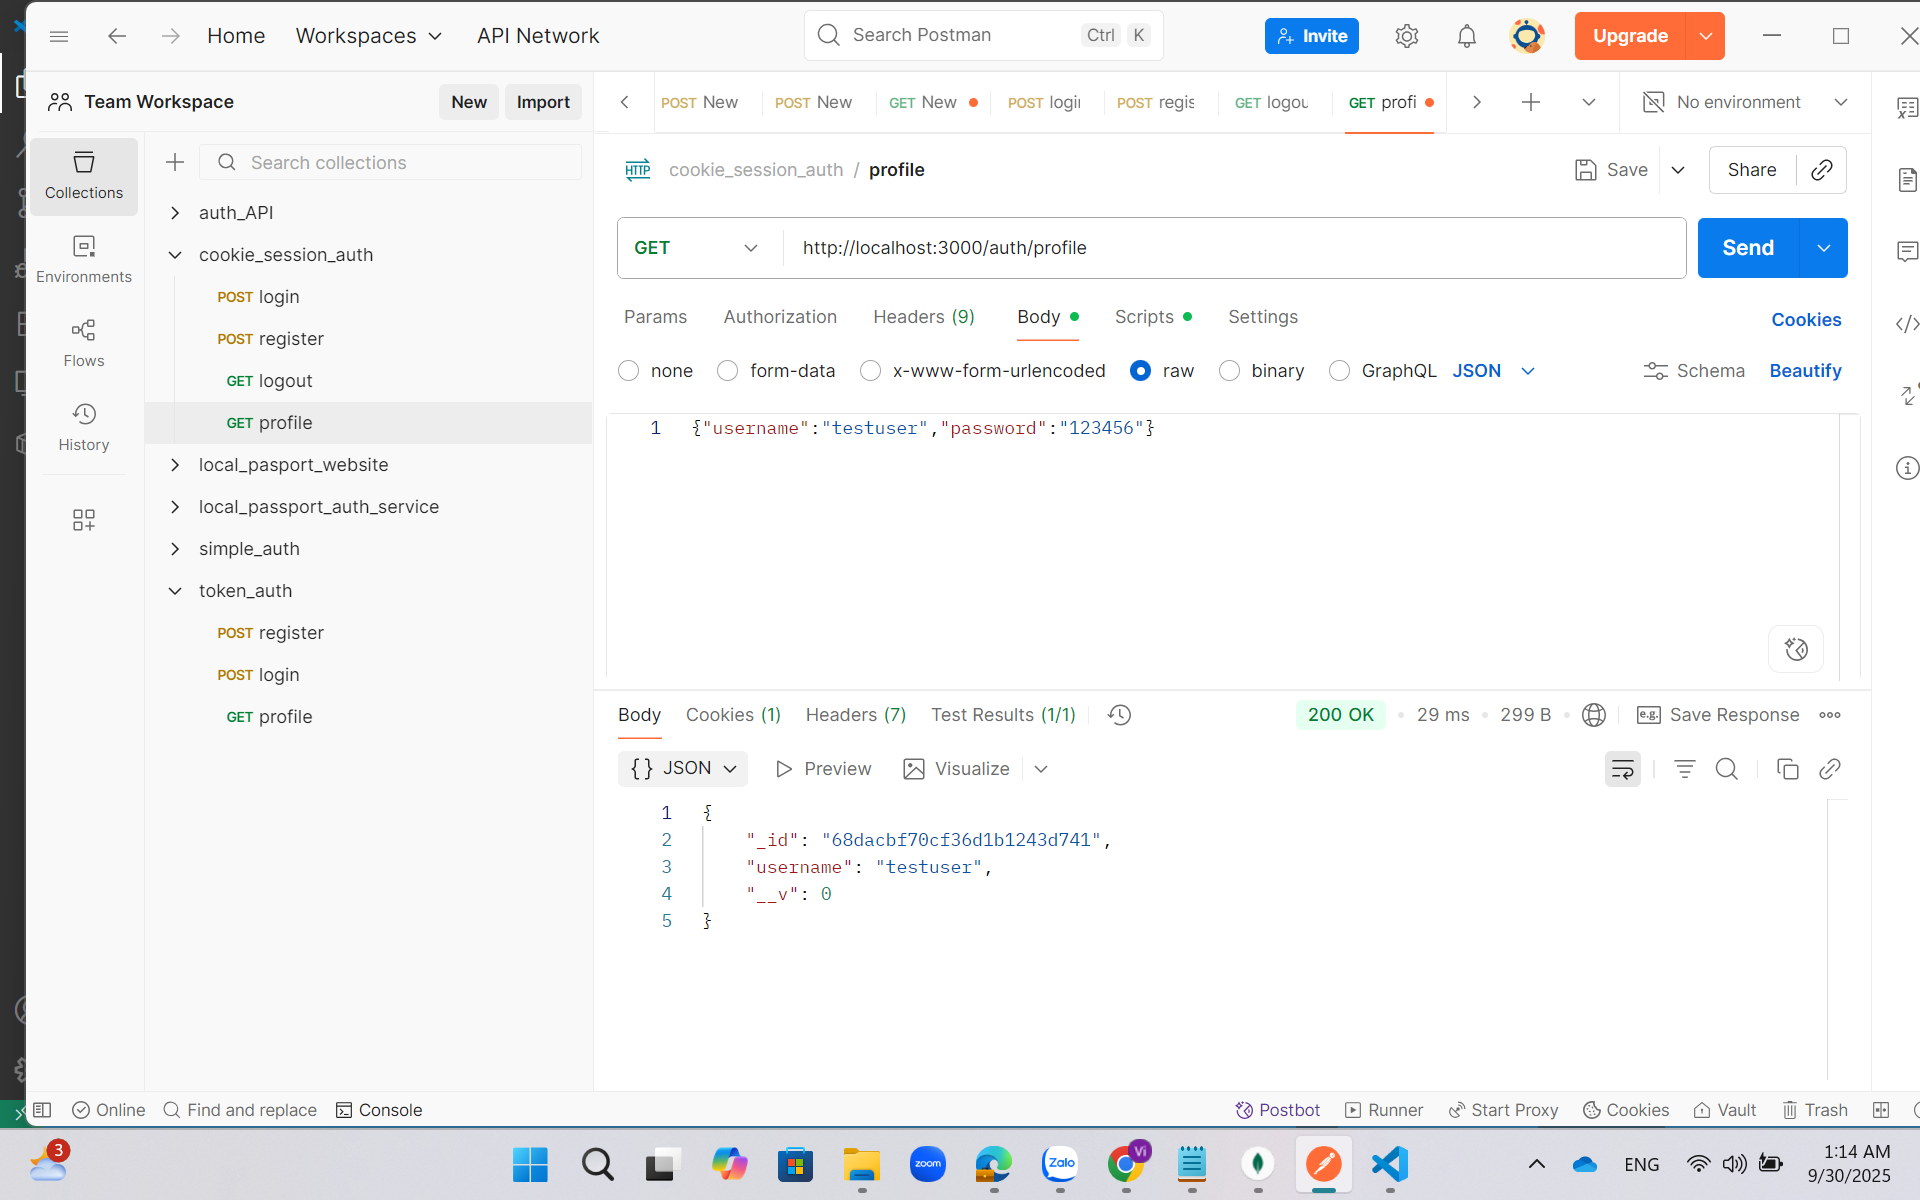 Home Workspaces API Network
Search Postman Ctrl K
Invite
Upgrade
Team Workspace New Import
POST New POST New GET New POST login POST regis GET logou GET profi
No environment
Search collections
Collections
Environments
Flows
History
auth_API
cookie_session_auth
POST login
POST register
GET logout
GET profile
local_pasport_website
local_passport_auth_service
simple_auth
token_auth
POST register
POST login
GET profile
HTTP cookie_session_auth / profile
Save Share
GET http://localhost:3000/auth/profile Send
Params Authorization Headers (9) Body Scripts Settings Cookies
none form-data x-www-form-urlencoded raw binary GraphQL JSON Schema Beautify
1 {"username":"testuser","password":"123456"}
Body Cookies (1) Headers (7) Test Results (1/1) 200 OK 29 ms 299 B e.g. Save Response
{} JSON Preview Visualize
1 {
2 "_id": "68dacbf70cf36d1b1243d741",
3 "username": "testuser",
4 "__v": 0
5 }
Online Find and replace Console Postbot Runner Start Proxy Cookies Vault Trash
3
zoom
Zalo
Vi
ENG
1:14 AM
9/30/2025